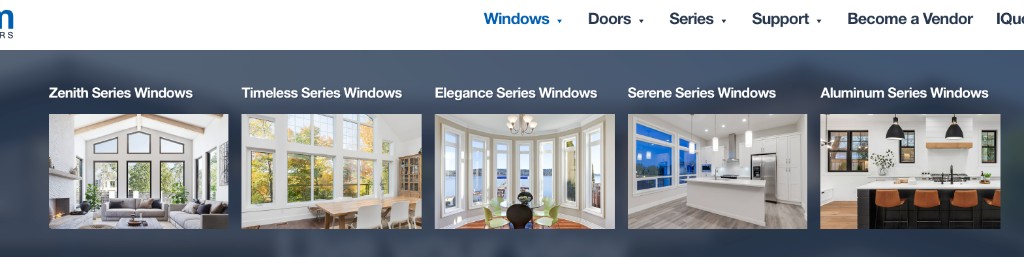 Windows Doors Series Support Become a Vendor
RS
Zenith Series Windows Timeless Series Windows Elegance Series Windows Serene Series Windows Aluminum Series Windows